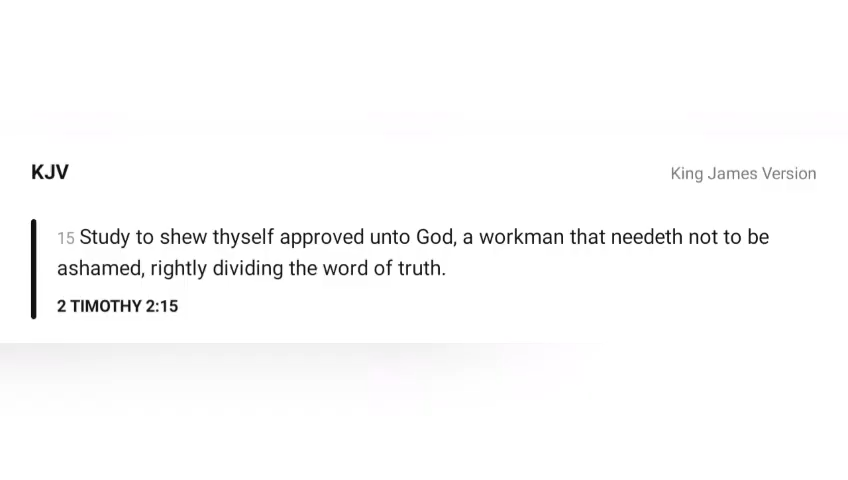 KJV
King James Version
15 Study to shew thyself approved unto God, a workman that needeth not to be
ashamed, rightly dividing the word of truth.
2 TIMOTHY 2:15